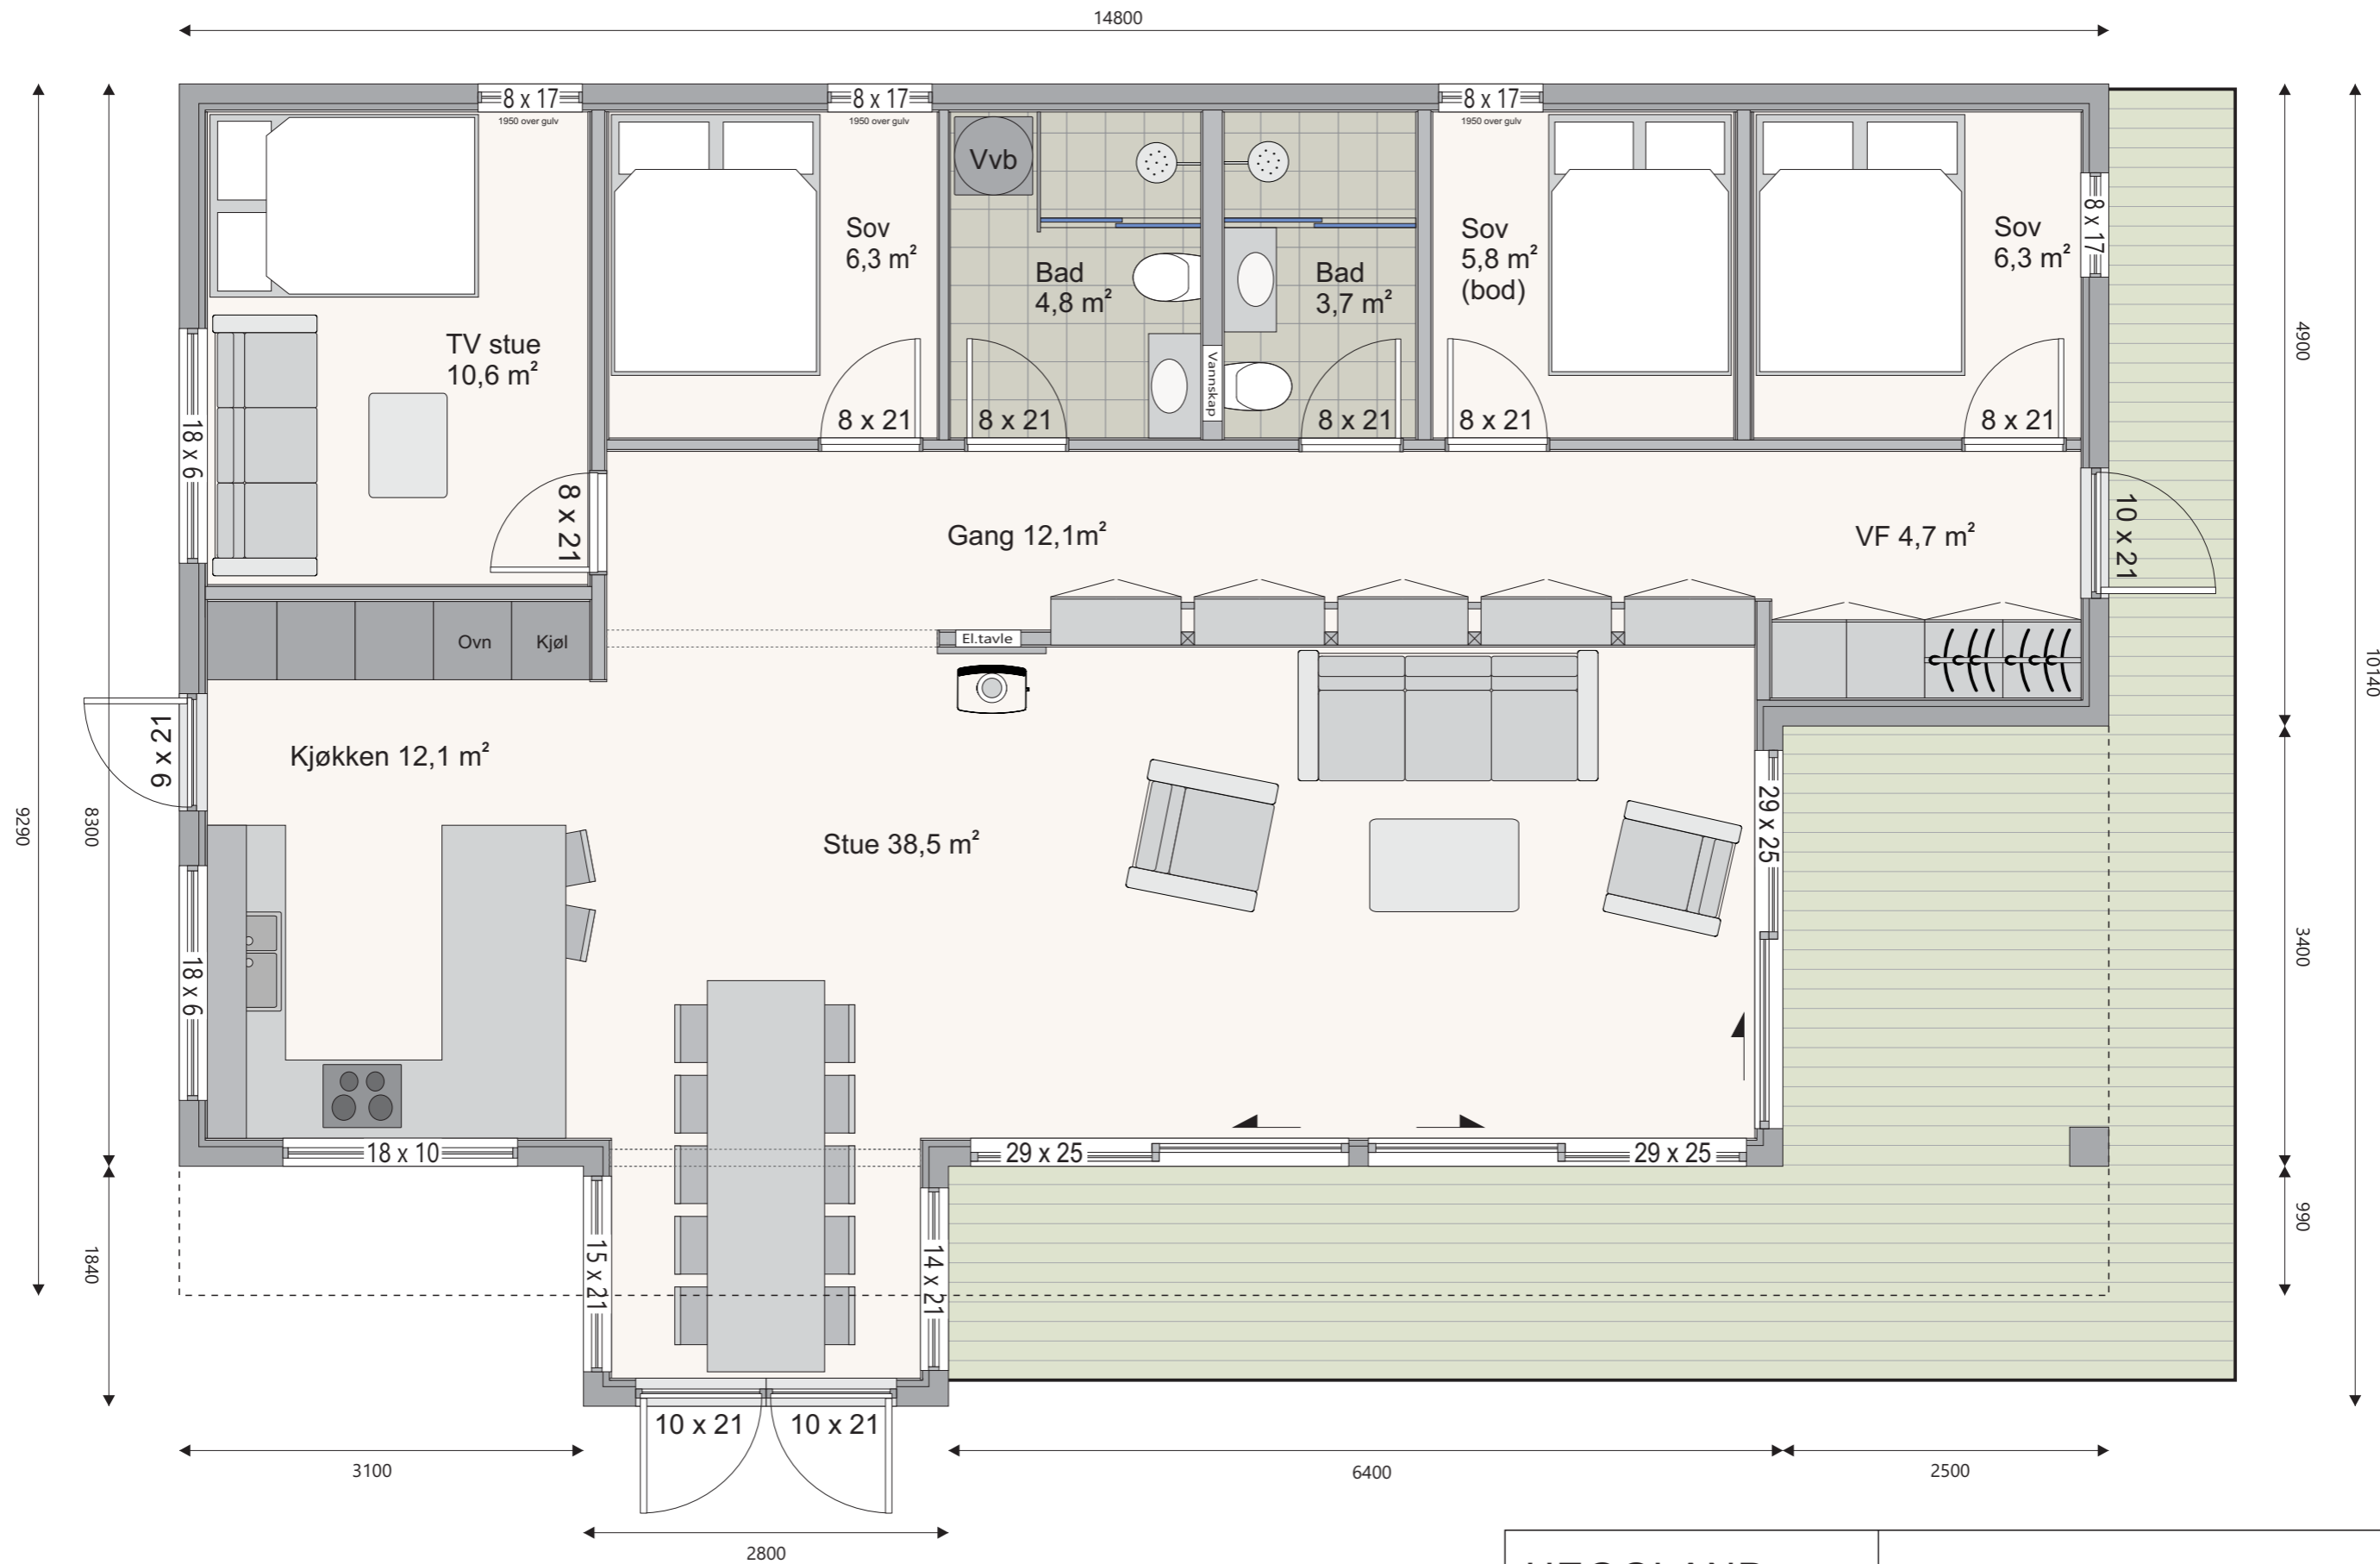 14800
8 x 17
1950 over gulv
8 x 17
1950 over gulv
8 x 17
1950 over gulv
Vvb
Sov
6,3 m²
Bad
4,8 m²
Bad
3,7 m²
Sov
5,8 m²
(bod)
Sov
6,3 m²
8 x 17
TV stue
10,6 m²
Vannskap
4900
18 x 6
8 x 21
8 x 21
8 x 21
8 x 21
8 x 21
8 x 21
10 x 21
Gang 12,1m²
VF 4,7 m²
Ovn
Kjøl
El.tavle
10140
9 x 21
Kjøkken 12,1 m²
Stue 38,5 m²
29 x 25
9290
8300
3400
18 x 6
18 x 10
29 x 25
29 x 25
990
1840
15 x 21
14 x 21
10 x 21
10 x 21
3100
6400
2500
2800